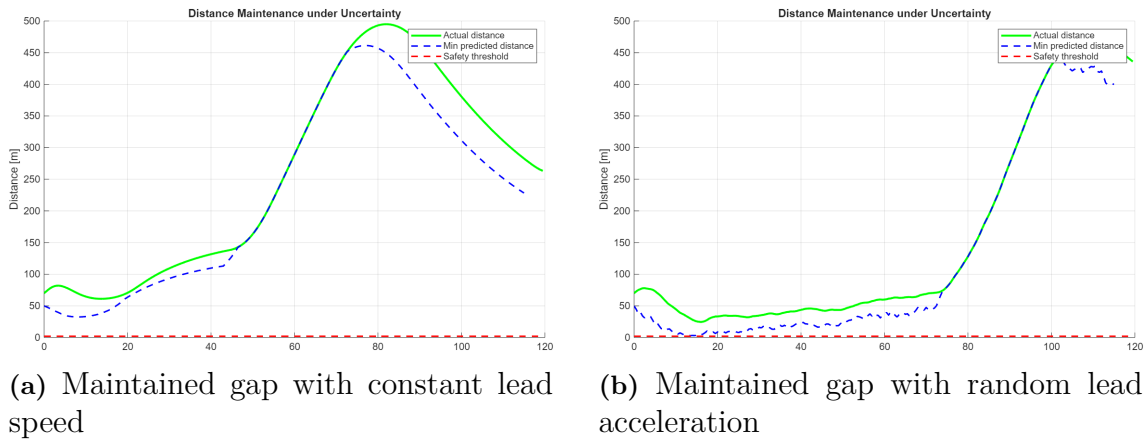 Distance Maintenance under Uncertainty
Distance [m]
500
450
400
350
300
250
200
150
100
50
0
0 20 40 60 80 100 120
Actual distance
Min predicted distance
Safety threshold
(a) Maintained gap with constant lead
speed
Distance Maintenance under Uncertainty
Distance [m]
500
450
400
350
300
250
200
150
100
50
0
0 20 40 60 80 100 120
Actual distance
Min predicted distance
Safety threshold
(b) Maintained gap with random lead
acceleration